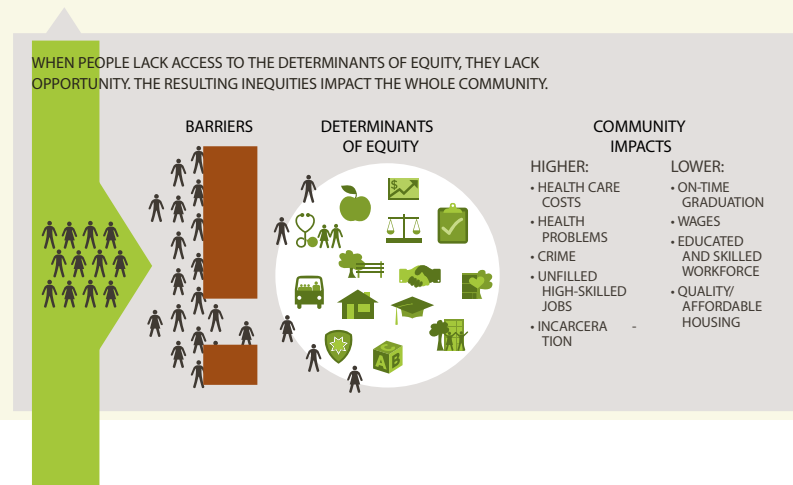 WHEN PEOPLE LACK ACCESS TO THE DETERMINANTS OF EQUITY, THEY LACK
OPPORTUNITY. THE RESULTING INEQUITIES IMPACT THE WHOLE COMMUNITY.
BARRIERS
DETERMINANTS
OF EQUITY
$
A B
COMMUNITY
IMPACTS
HIGHER:
• HEALTH CARE
COSTS
• HEALTH
PROBLEMS
• CRIME
• UNFILLED
HIGH-SKILLED
JOBS
• INCARCERA -
TION
LOWER:
• ON-TIME
GRADUATION
• WAGES
• EDUCATED
AND SKILLED
WORKFORCE
• QUALITY/
AFFORDABLE
HOUSING